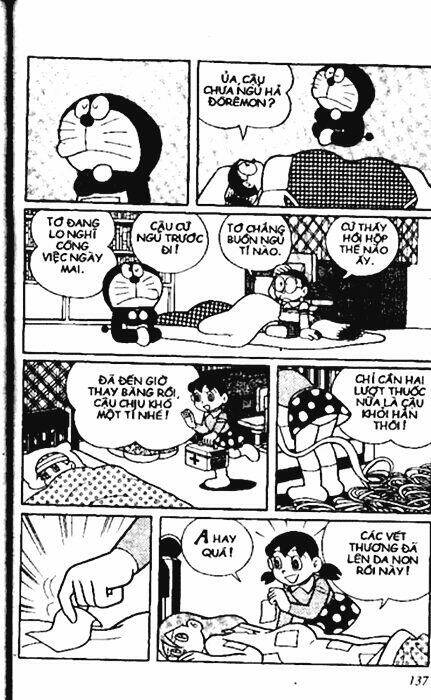 ỦA, CẬU
CHƯA NGỦ HẢ
ĐÔRÊMON?
TỚ ĐANG
LO NGHĨ
CÔNG
VIỆC NGÀY
MAI.
CẬU CỨ
NGỦ TRƯỚC
ĐI!
TỚ CHẲNG
BUỒN NGỦ
TÍ NÀO.
CỨ THẤY
HỒI HỘP
THẾ NÀO
ẤY.
ĐÃ ĐẾN GIỜ
THAY BĂNG RỒI,
CẬU CHỊU KHÓ
MỘT TÍ NHÉ!
CHỈ CẦN HAI
LƯỢT THUỐC
NỮA LÀ CẬU
KHỎI HẲN
THÔI!
A HAY
QUÁ!
CÁC VẾT
THƯƠNG ĐÃ
LÊN DA NON
RỒI NÀY!
137